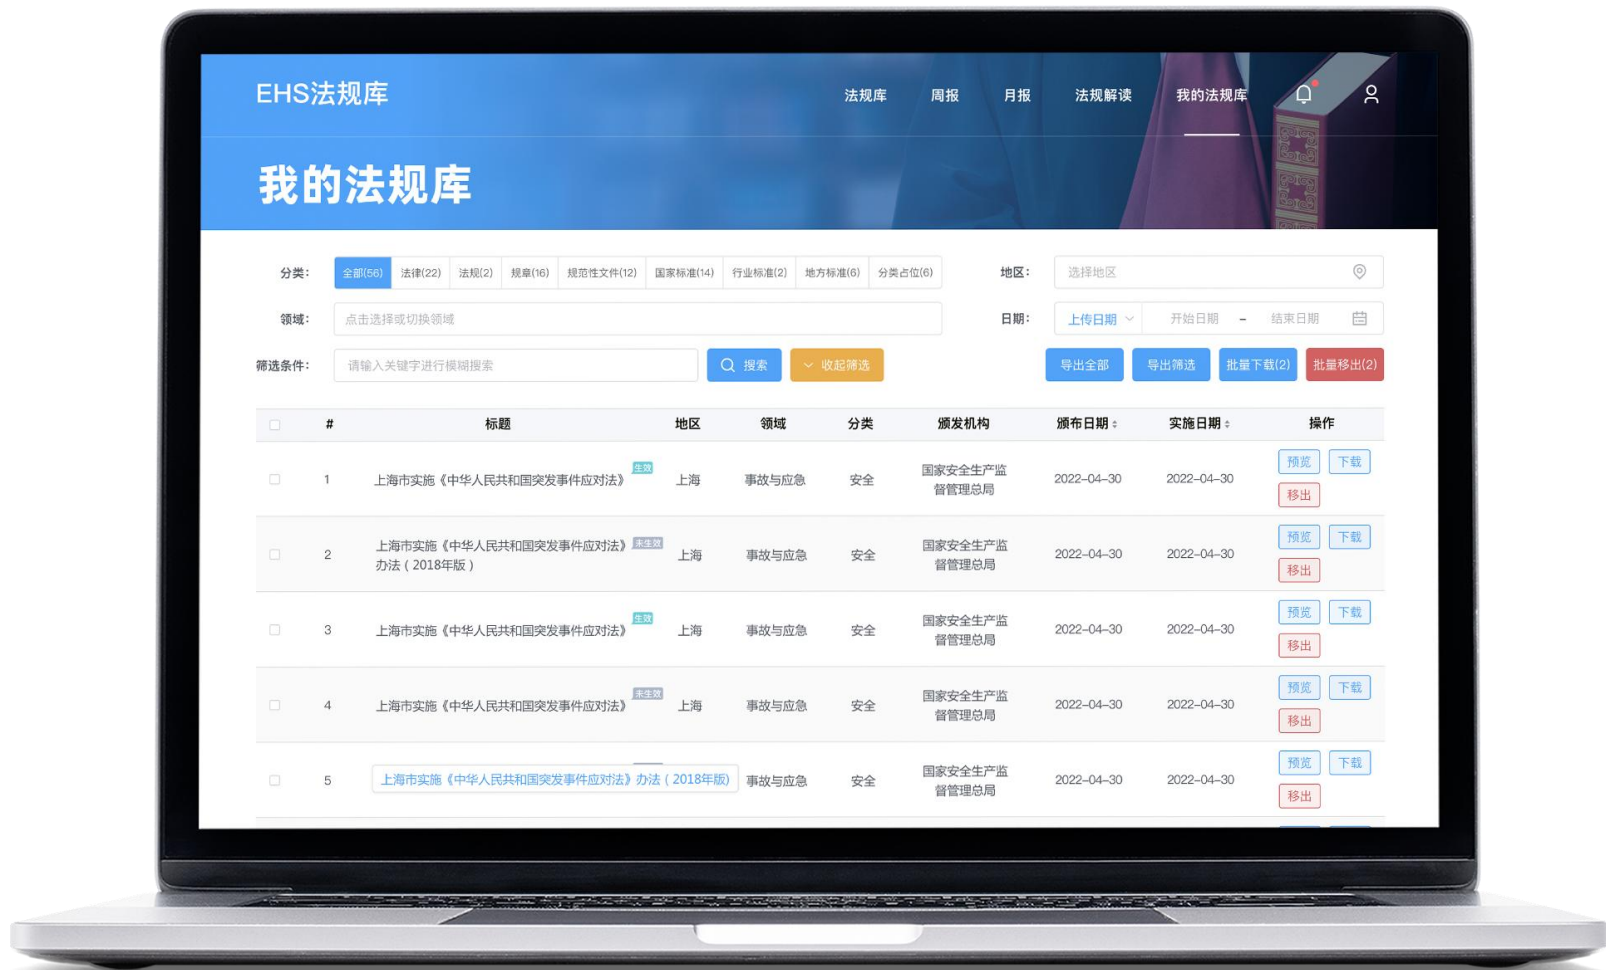 EHS法规库
法规库 周报 月报 法规解读 我的法规库
我的法规库
分类： 全部(56) 法律(22) 法规(2) 规章(16) 规范性文件(12) 国家标准(14) 行业标准(2) 地方标准(6) 分类占位(6) 地区： 选择地区
领域： 点击选择或切换领域 日期： 上传日期 开始日期 – 结束日期
筛选条件： 请输入关键字进行模糊搜索 搜索 收起筛选 导出全部 导出筛选 批量下载(2) 批量移出(2)
# 标题 地区 领域 分类 颁发机构 颁布日期 实施日期 操作
1 上海市实施《中华人民共和国突发事件应对法》 生效 上海 事故与应急 安全 国家安全生产监 2022-04-30 2022-04-30 预览 下载
督管理总局 移出
2 上海市实施《中华人民共和国突发事件应对法》 未生效 上海 事故与应急 安全 国家安全生产监 2022-04-30 2022-04-30 预览 下载
办法（2018年版） 督管理总局 移出
3 上海市实施《中华人民共和国突发事件应对法》 生效 上海 事故与应急 安全 国家安全生产监 2022-04-30 2022-04-30 预览 下载
督管理总局 移出
4 上海市实施《中华人民共和国突发事件应对法》 未生效 上海 事故与应急 安全 国家安全生产监 2022-04-30 2022-04-30 预览 下载
督管理总局 移出
5 上海市实施《中华人民共和国突发事件应对法》办法（2018年版) 事故与应急 安全 国家安全生产监 2022-04-30 2022-04-30 预览 下载
督管理总局 移出